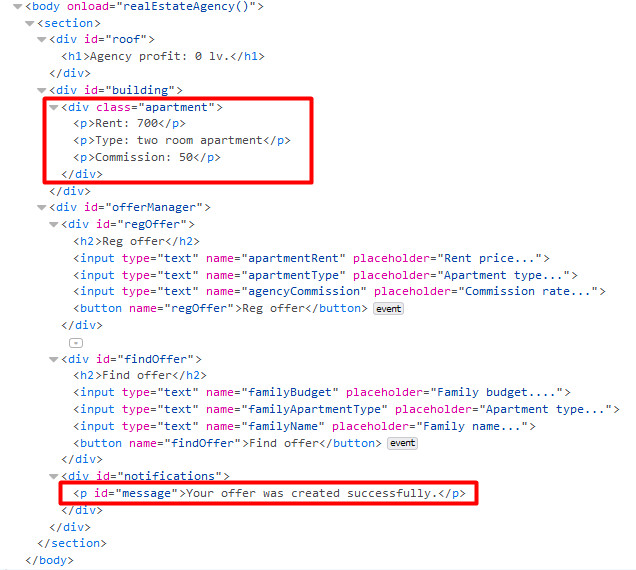 <body onload="realEstateAgency()">
<section>
<div id="roof">
<h1>Agency profit: 0 lv.</h1>
</div>
<div id="building">
<div class="apartment">
<p>Rent: 700</p>
<p>Type: two room apartment</p>
<p>Commission: 50</p>
</div>
</div>
<div id="offerManager">
<div id="regOffer">
<h2>Reg offer</h2>
<input type="text" name="apartmentRent" placeholder="Rent price...">
<input type="text" name="apartmentType" placeholder="Apartment type...">
<input type="text" name="agencyCommission" placeholder="Commission rate...">
<button name="regOffer">Reg offer</button> event
</div>
<div id="findOffer">
<h2>Find offer</h2>
<input type="text" name="familyBudget" placeholder="Family budget....">
<input type="text" name="familyApartmentType" placeholder="Apartment type...">
<input type="text" name="familyName" placeholder="Family name...">
<button name="findOffer">Find offer</button> event
</div>
<div id="notifications">
<p id="message">Your offer was created successfully.</p>
</div>
</div>
</section>
</body>